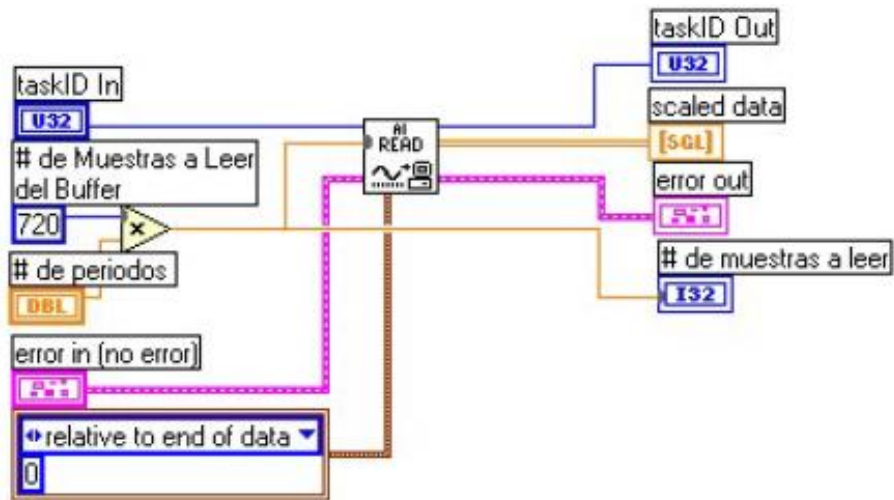 taskID In
U32
# de Muestras a Leer
del Buffer
720
x
# de periodos
DBL
error in (no error)
relative to end of data
0
AI
READ
taskID Out
U32
scaled data
[SGL]
error out
# de muestras a leer
I32